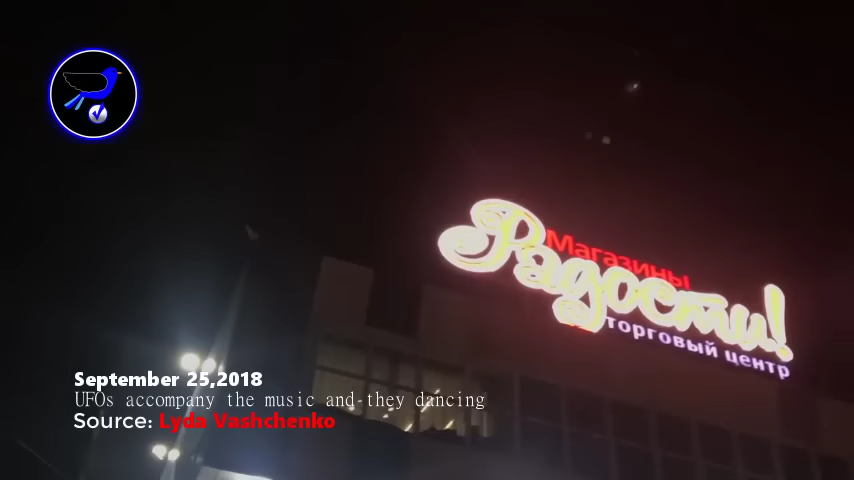 Магазины
Радости!
торговый центр
September 25,2018
UFOs accompany the music and they dancing
Source: Lyda Vashchenko